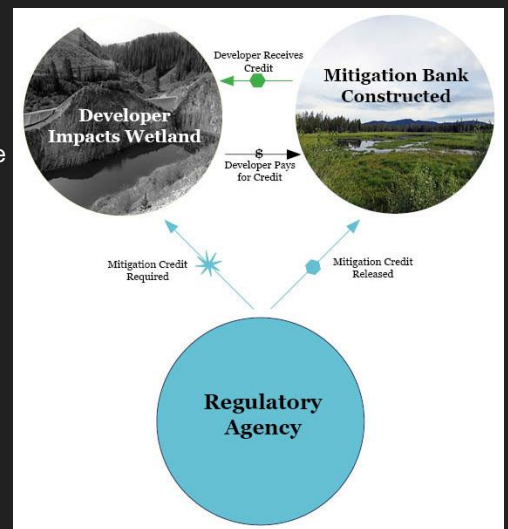 Developer Receives
Credit
Developer
Impacts Wetland
Mitigation Bank
Constructed
e
$
Developer Pays
for Credit
Mitigation Credit
Required
Mitigation Credit
Released
Regulatory
Agency